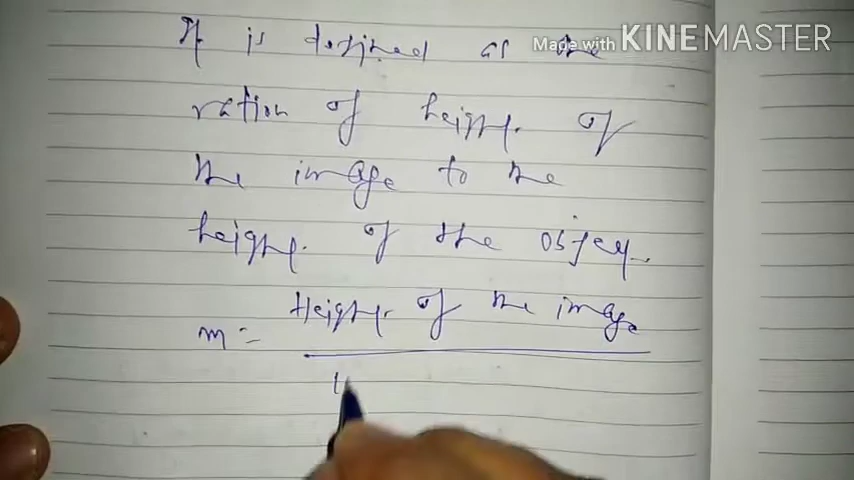 It is defined as the
Made with KINEMASTER
ration of height of
the image to the
height of the object.
m = Height of the image